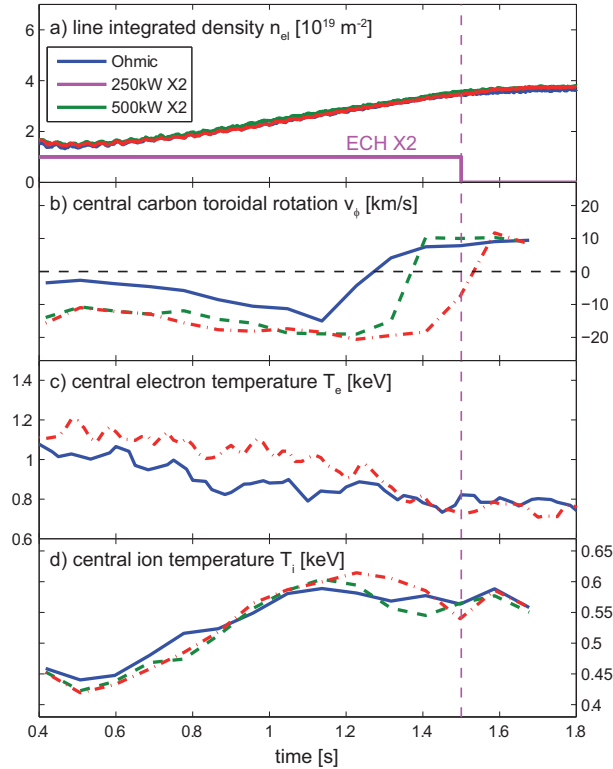 a) line integrated density n_el [10^19 m^-2]
6
4
2
0
Ohmic
250kW X2
500kW X2
ECH X2
b) central carbon toroidal rotation v_ϕ [km/s]
20
10
0
−10
−20
c) central electron temperature T_e [keV]
1.4
1.2
1
0.8
0.6
d) central ion temperature T_i [keV]
0.65
0.6
0.55
0.5
0.45
0.4
0.4 0.6 0.8 1 1.2 1.4 1.6 1.8
time [s]